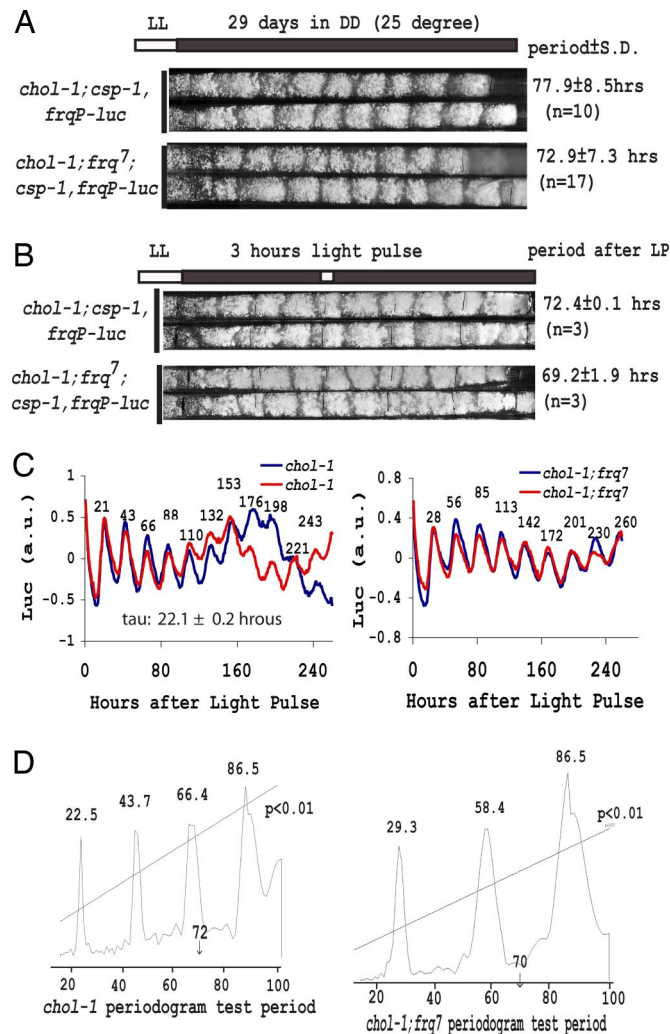 A
LL 29 days in DD (25 degree)
period±S.D.
chol-1;csp-1,
frqP-luc
77.9±8.5hrs
(n=10)
chol-1;frq7;
csp-1,frqP-luc
72.9±7.3 hrs
(n=17)
B
LL 3 hours light pulse period after LP
chol-1;csp-1,
frqP-luc
72.4±0.1 hrs
(n=3)
chol-1;frq7;
csp-1,frqP-luc
69.2±1.9 hrs
(n=3)
C
Luc (a.u.)
1
0.5
0
-0.5
-1
chol-1
chol-1
21 43 66 88 110 132 153 176 198 221 243
tau: 22.1 ± 0.2 hrous
0 80 160 240
Hours after Light Pulse
Luc (a.u.)
0.8
0.4
0
-0.4
-0.8
chol-1;frq7
chol-1;frq7
28 56 85 113 142 172 201 230 260
0 80 160 240
Hours after Light Pulse
D
22.5 43.7 66.4 86.5
p<0.01
72
20 40 60 80 100
chol-1 periodogram test period
29.3 58.4 86.5
p<0.01
70
20 40 60 80 100
chol-1;frq7 periodogram test period